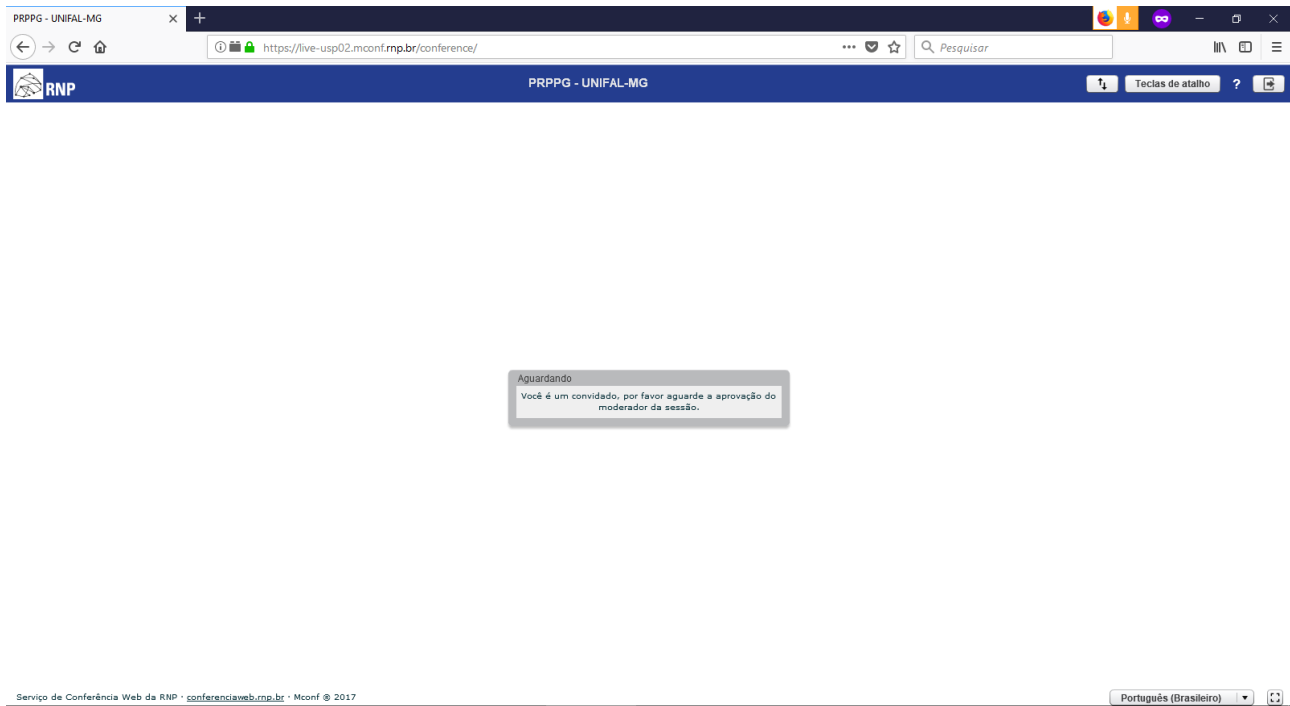 PRPPG - UNIFAL-MG
https://live-usp02.mconf.rnp.br/conference/
Pesquisar
RNP
PRPPG - UNIFAL-MG
Teclas de atalho
?
Aguardando
Você é um convidado, por favor aguarde a aprovação do
moderador da sessão.
Serviço de Conferência Web da RNP · conferenciaweb.rnp.br · Mconf @ 2017
Português (Brasileiro)